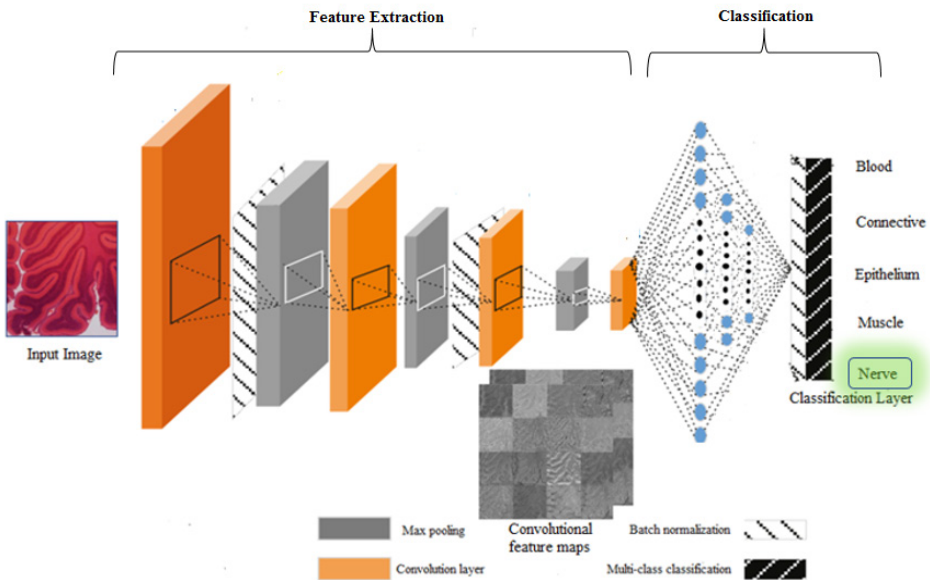 Feature Extraction
Classification
Input Image
Blood
Connective
Epithelium
Muscle
Nerve
Classification Layer
Convolutional
feature maps
Max pooling
Batch normalization
Convolution layer
Multi-class classification